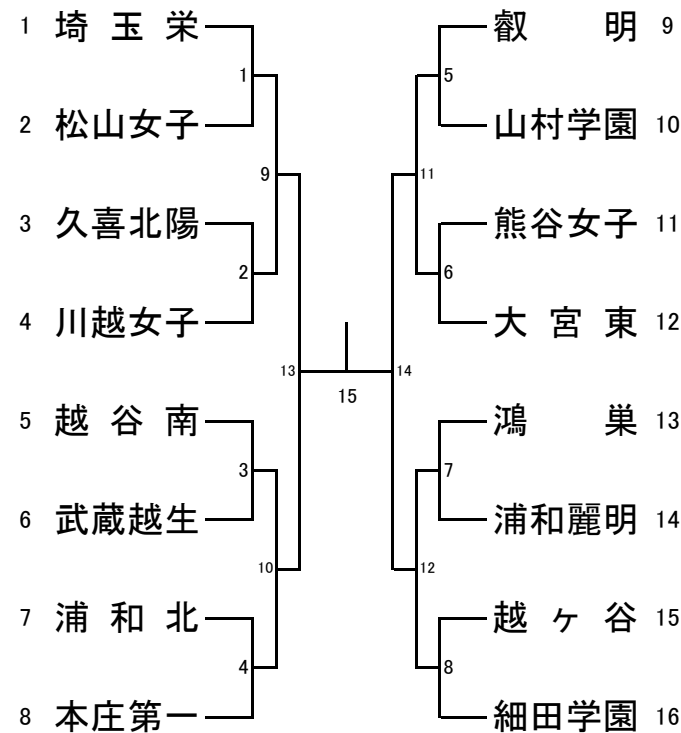 1 埼玉栄
叡明 9
1
5
2 松山女子
山村学園 10
9
11
3 久喜北陽
熊谷女子 11
2
6
4 川越女子
大宮東 12
13
14
15
5 越谷南
鴻巣 13
3
7
6 武蔵越生
浦和麗明 14
10
12
7 浦和北
越ヶ谷 15
4
8
8 本庄第一
細田学園 16